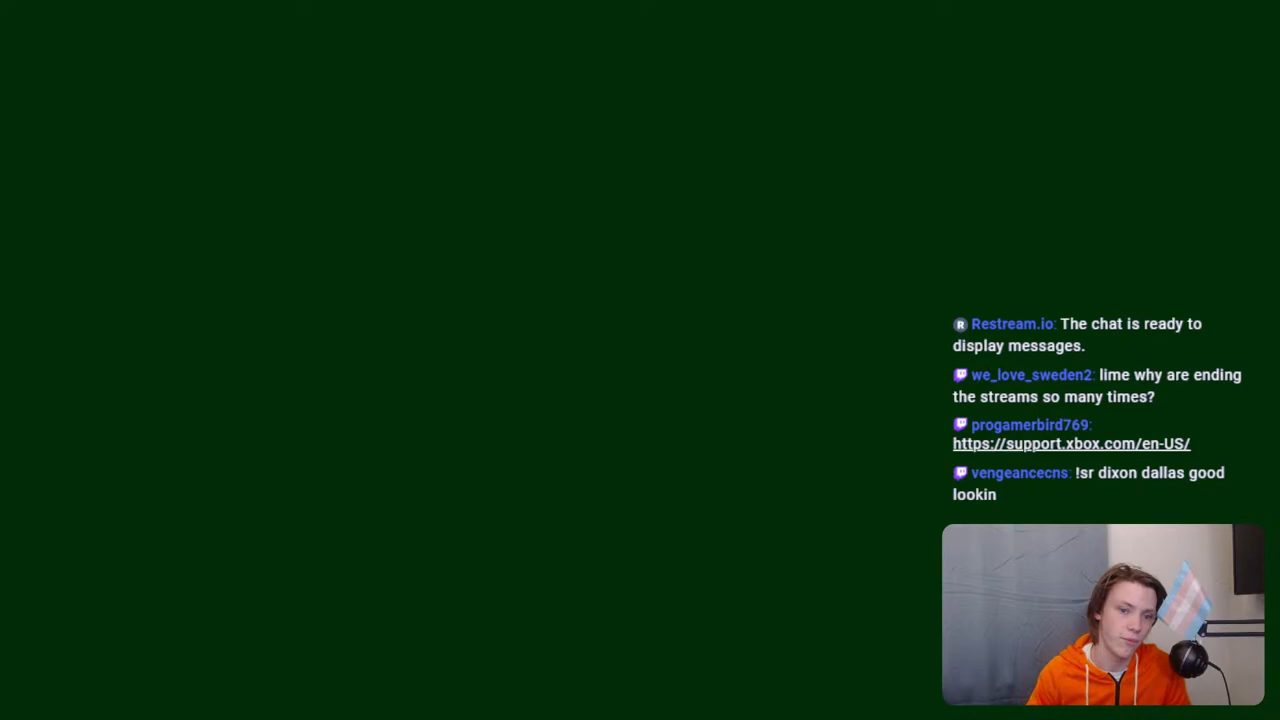 R Restream.io: The chat is ready to
display messages.
we_love_sweden2: lime why are ending
the streams so many times?
progamerbird769:
https://support.xbox.com/en-US/
vengeancecns: !sr dixon dallas good
lookin